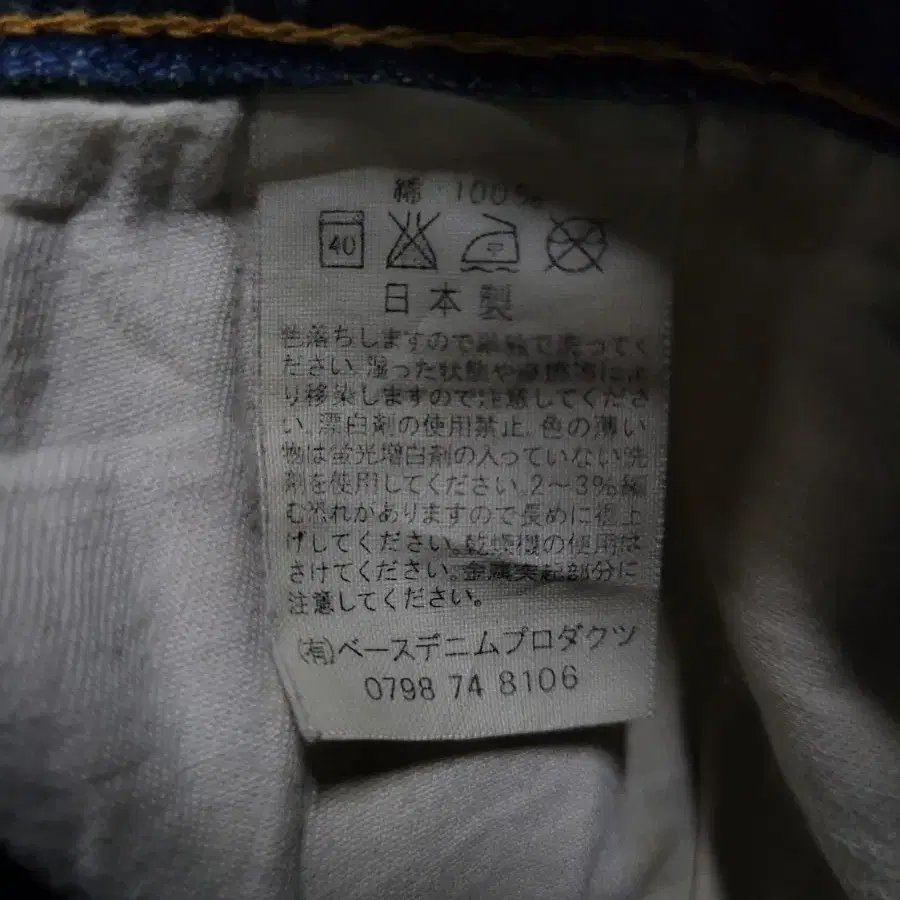 綿 100%
40
中
日本製
色落ちしますので単独で洗ってく
ださい.湿った状態や摩擦等によ
り移染しますので注意してくださ
い.漂白剤の使用禁止.色の薄い
物は蛍光増白剤の入っていない洗
剤を使用してください.2〜3%縮
む恐れがありますので長めに裾上
げしてください.乾燥機の使用は
さけてください.金属突起部分に
注意してください。
(有)ベースデニムプロダクツ
0798 74 8106